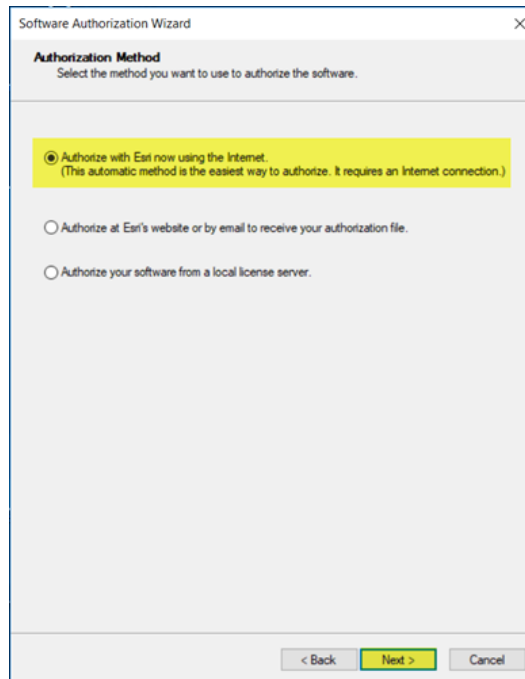 Software Authorization Wizard
Authorization Method
Select the method you want to use to authorize the software.
Authorize with Esri now using the Internet.
(This automatic method is the easiest way to authorize. It requires an Internet connection.)
Authorize at Esri's website or by email to receive your authorization file.
Authorize your software from a local license server.
< Back Next > Cancel